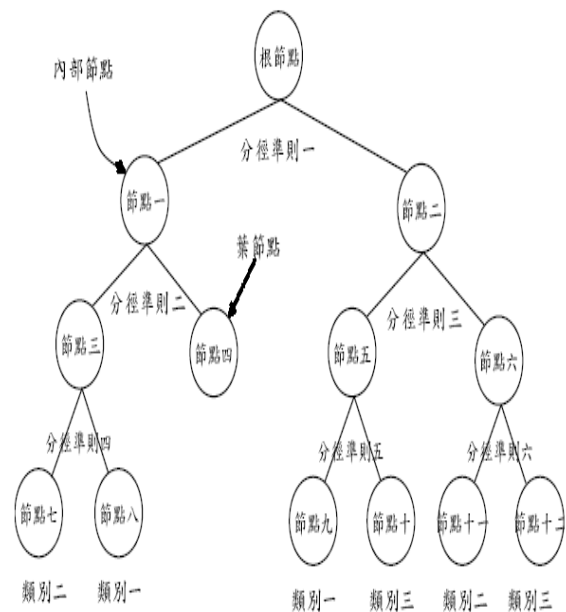 根節點
內部節點
分徑準則一
節點一
節點二
葉節點
分徑準則二
分徑準則三
節點三
節點四
節點五
節點六
分徑準則四
分徑準則五
分徑準則六
節點七
節點八
節點九
節點十
節點十一
節點十二
類別二
類別一
類別一
類別三
類別二
類別三